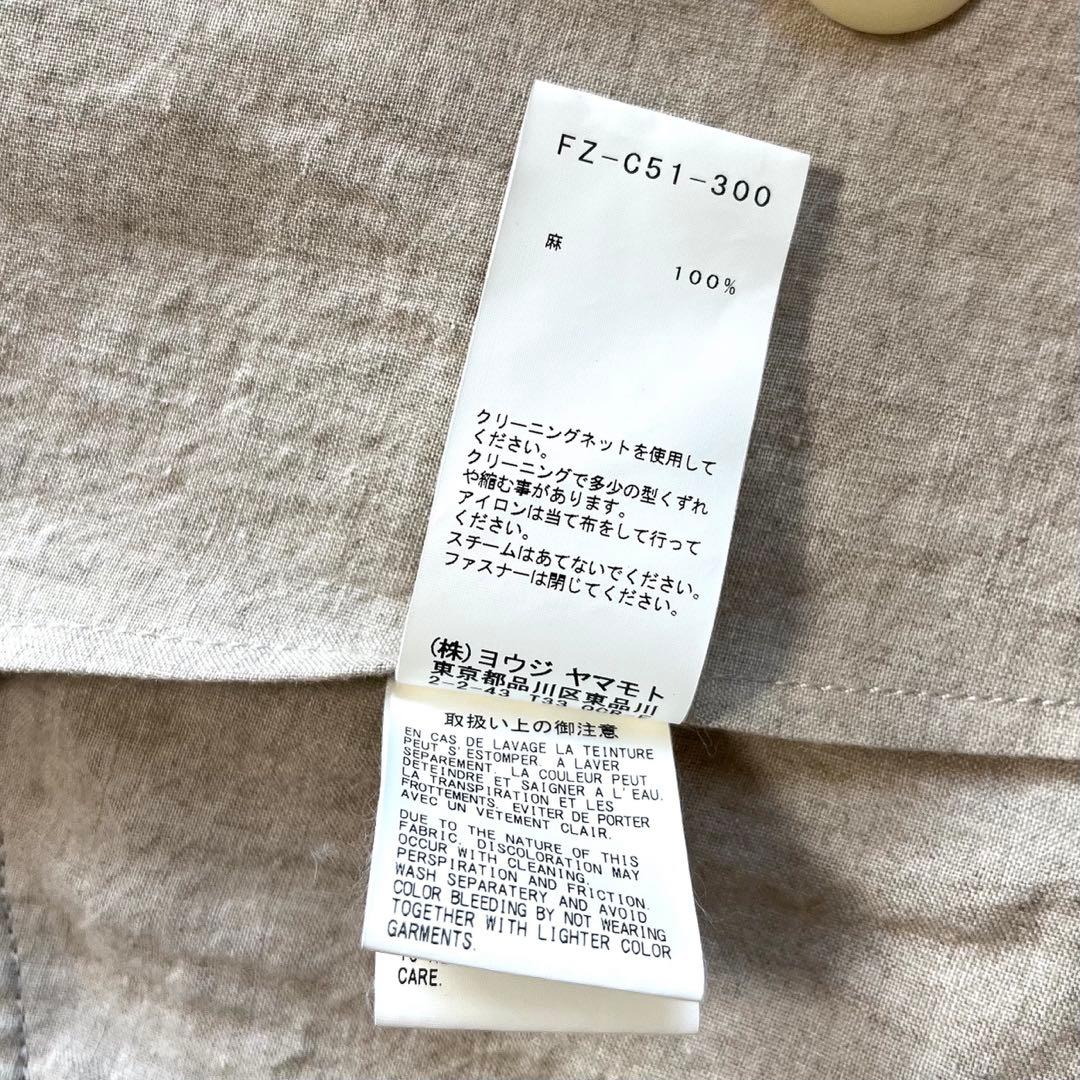 FZ-C51-300
麻
100%
クリーニングネットを使用して
ください。
クリーニングで多少の型くずれ
や縮む事があります。
アイロンは当て布をして行って
ください。
スチームはあてないでください。
ファスナーは閉じてください。
(株)ヨウジ ヤマモト
東京都品川区東品川
2-2-43 T33
取扱い上の御注意
EN CAS DE LAVAGE LA TEINTURE
PEUT S'ESTOMPER. A LAVER
SEPAREMENT. LA COULEUR PEUT
DETEINDRE ET SAIGNER A L'EAU.
LA TRANSPIRATION ET LES
FROTTEMENTS. EVITER DE PORTER
AVEC UN VETEMENT CLAIR.
DUE TO THE NATURE OF THIS
FABRIC, DISCOLORATION MAY
OCCUR WITH CLEANING,
PERSPIRATION AND FRICTION.
WASH SEPARATERY AND AVOID
COLOR BLEEDING BY NOT WEARING
TOGETHER WITH LIGHTER COLOR
GARMENTS.
CARE.